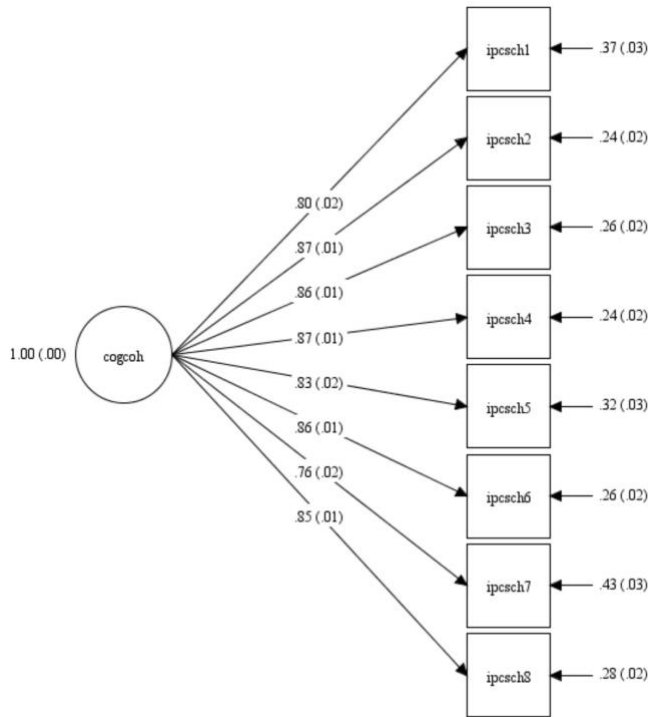 ipcsch1
.37 (.03)
ipcsch2
.24 (.02)
.80 (.02)
ipcsch3
.26 (.02)
.87 (.01)
.86 (.01)
ipcsch4
.24 (.02)
.87 (.01)
1.00 (.00)
cogcoh
.83 (.02)
ipcsch5
.32 (.03)
.86 (.01)
.76 (.02)
ipcsch6
.26 (.02)
.85 (.01)
ipcsch7
.43 (.03)
ipcsch8
.28 (.02)